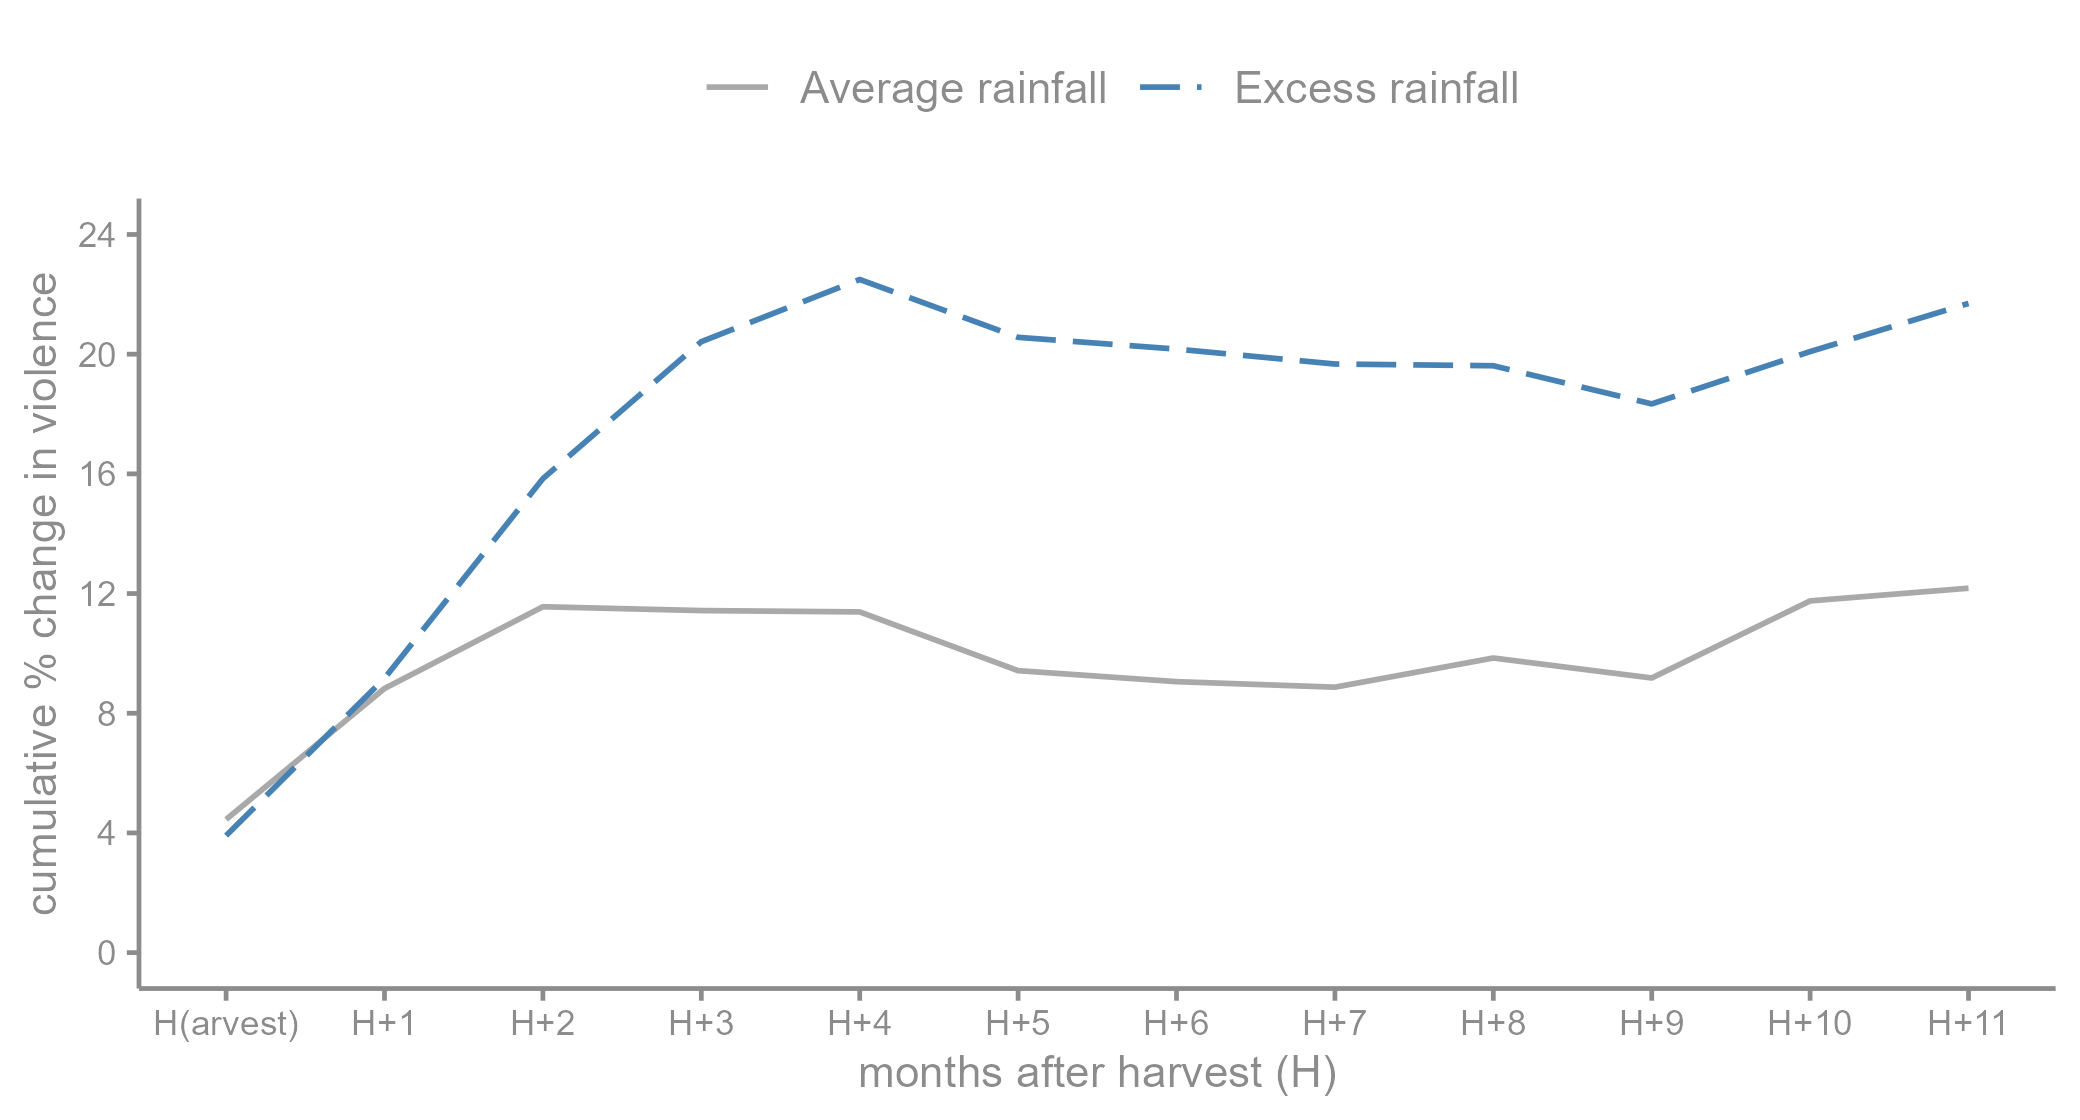 Average rainfall
Excess rainfall
cumulative % change in violence
24
20
16
12
8
4
0
H(arvest)
H+1
H+2
H+3
H+4
H+5
H+6
H+7
H+8
H+9
H+10
H+11
months after harvest (H)